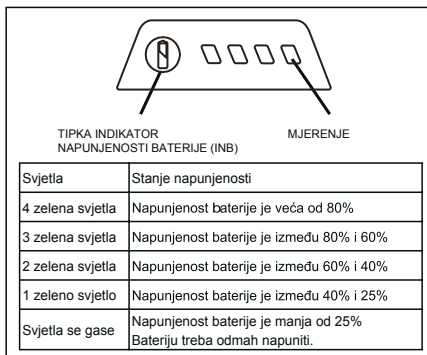 TIPKA INDIKATOR
NAPUNJENOSTI BATERIJE (INB)
MJERENJE
Svjetla Stanje napunjenosti
4 zelena svjetla Napunjenost baterije je veća od 80%
3 zelena svjetla Napunjenost baterije je između 80% i 60%
2 zelena svjetla Napunjenost baterije je između 60% i 40%
1 zeleno svjetlo Napunjenost baterije je između 40% i 25%
Svjetla se gase Napunjenost baterije je manja od 25%
Bateriju treba odmah napuniti.